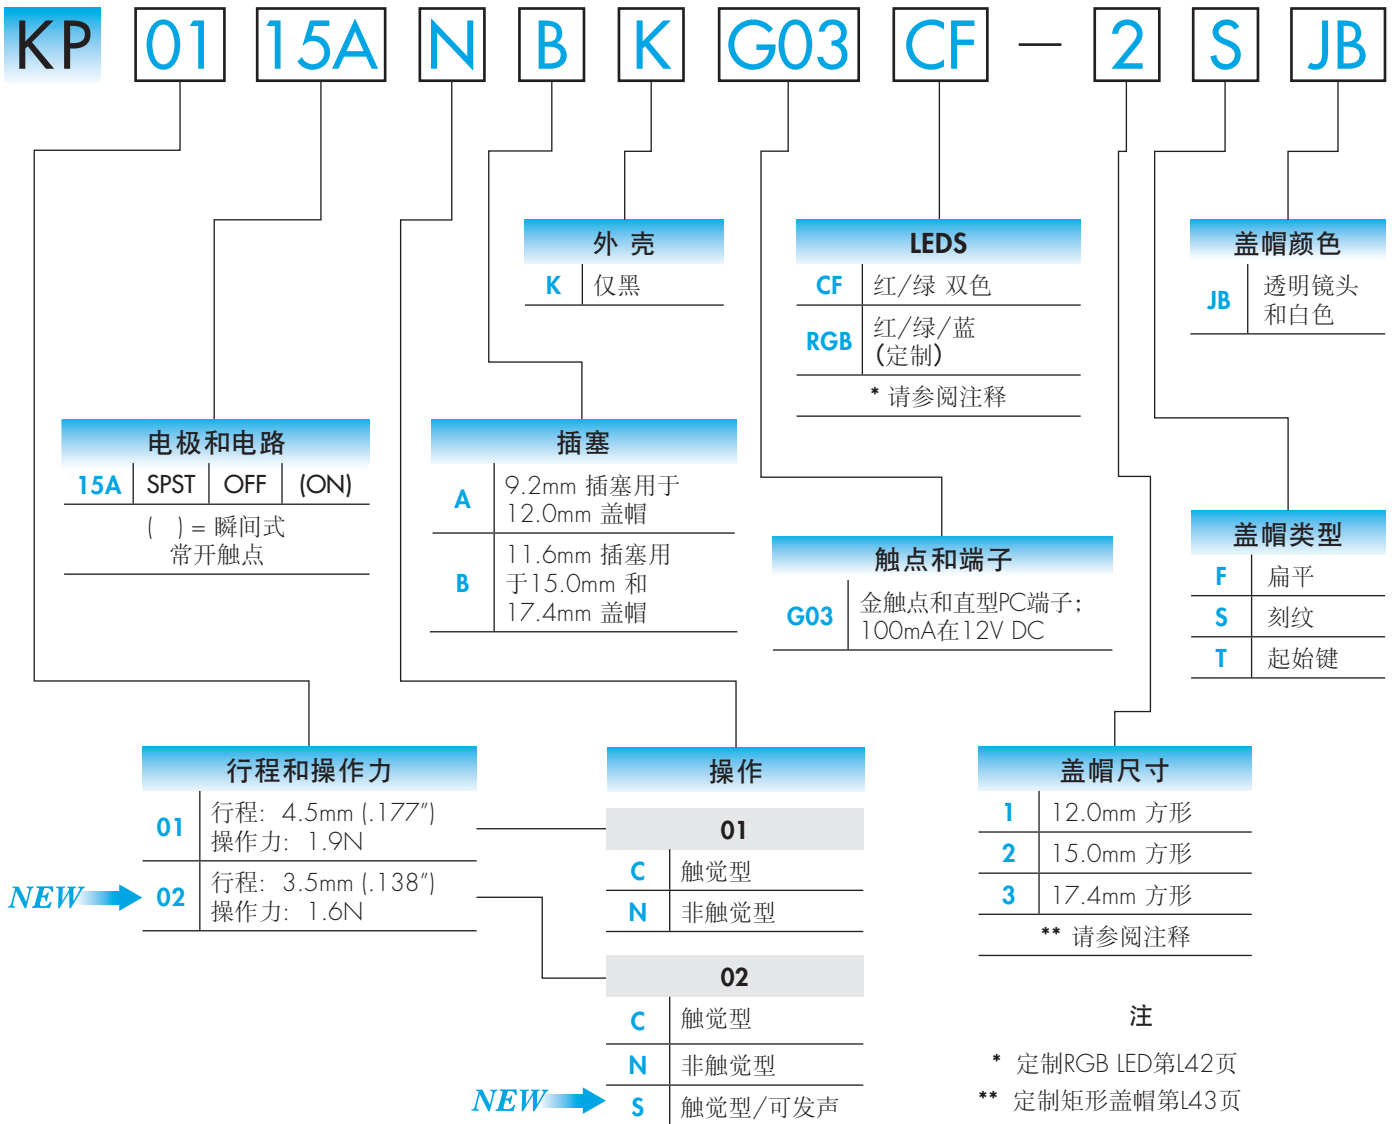 KP 01 15A N B K G03 CF — 2 S JB
外 壳
K 仅黑
LEDS
CF 红/绿 双色
RGB 红/绿/蓝
(定制)
* 请参阅注释
盖帽颜色
JB 透明镜头
和白色
电极和电路
15A SPST OFF (ON)
( ) = 瞬间式
常开触点
插塞
A 9.2mm 插塞用于
12.0mm 盖帽
B 11.6mm 插塞用
于15.0mm 和
17.4mm 盖帽
触点和端子
G03 金触点和直型PC端子；
100mA在12V DC
盖帽类型
F 扁平
S 刻纹
T 起始键
行程和操作力
01 行程: 4.5mm (.177")
操作力: 1.9N
NEW 02 行程: 3.5mm (.138")
操作力: 1.6N
操作
01
C 触觉型
N 非触觉型
02
C 触觉型
N 非触觉型
NEW S 触觉型/可发声
盖帽尺寸
1 12.0mm 方形
2 15.0mm 方形
3 17.4mm 方形
** 请参阅注释
注
* 定制RGB LED第L42页
** 定制矩形盖帽第L43页